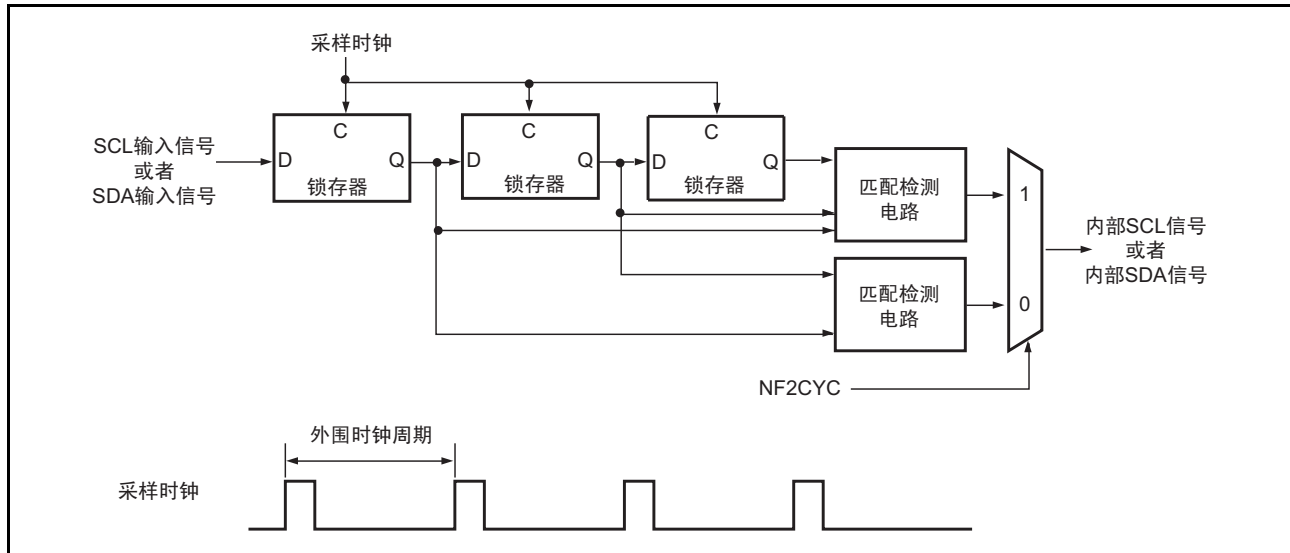 采样时钟
SCL输入信号
或者
SDA输入信号
C
D
Q
锁存器
C
D
Q
锁存器
C
D
Q
锁存器
匹配检测
电路
匹配检测
电路
1
0
内部SCL信号
或者
内部SDA信号
NF2CYC
外围时钟周期
采样时钟